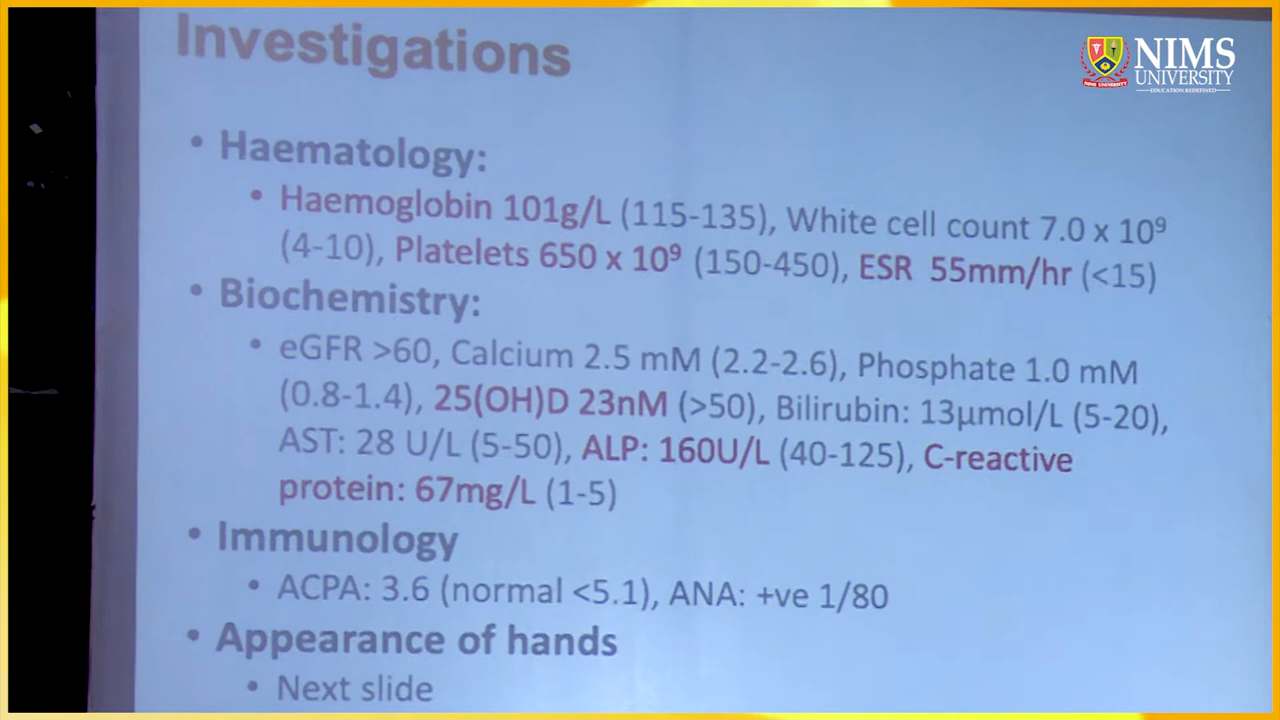 Investigations
NIMS
UNIVERSITY
EDUCATION REDEFINED
NIMS UNIVERSITY
• Haematology:
• Haemoglobin 101g/L (115-135), White cell count 7.0 x 10⁹
(4-10), Platelets 650 x 10⁹ (150-450), ESR 55mm/hr (<15)
• Biochemistry:
• eGFR >60, Calcium 2.5 mM (2.2-2.6), Phosphate 1.0 mM
(0.8-1.4), 25(OH)D 23nM (>50), Bilirubin: 13µmol/L (5-20),
AST: 28 U/L (5-50), ALP: 160U/L (40-125), C-reactive
protein: 67mg/L (1-5)
• Immunology
• ACPA: 3.6 (normal <5.1), ANA: +ve 1/80
• Appearance of hands
• Next slide